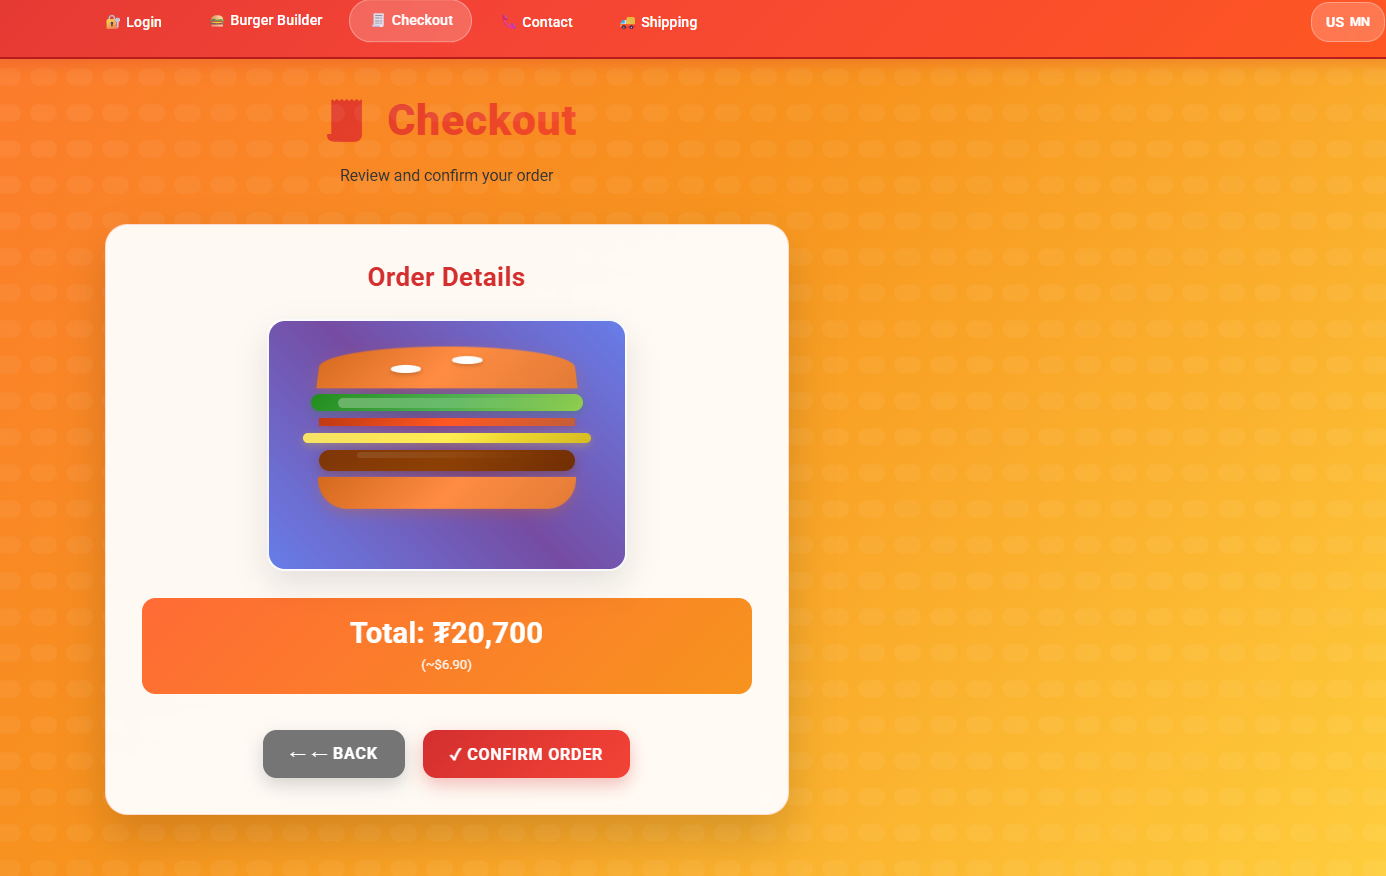 Login
Burger Builder
Checkout
Contact
Shipping
US MN
Checkout
Review and confirm your order
Order Details
Total: ₮20,700
(~$6.90)
← ← BACK
✓ CONFIRM ORDER